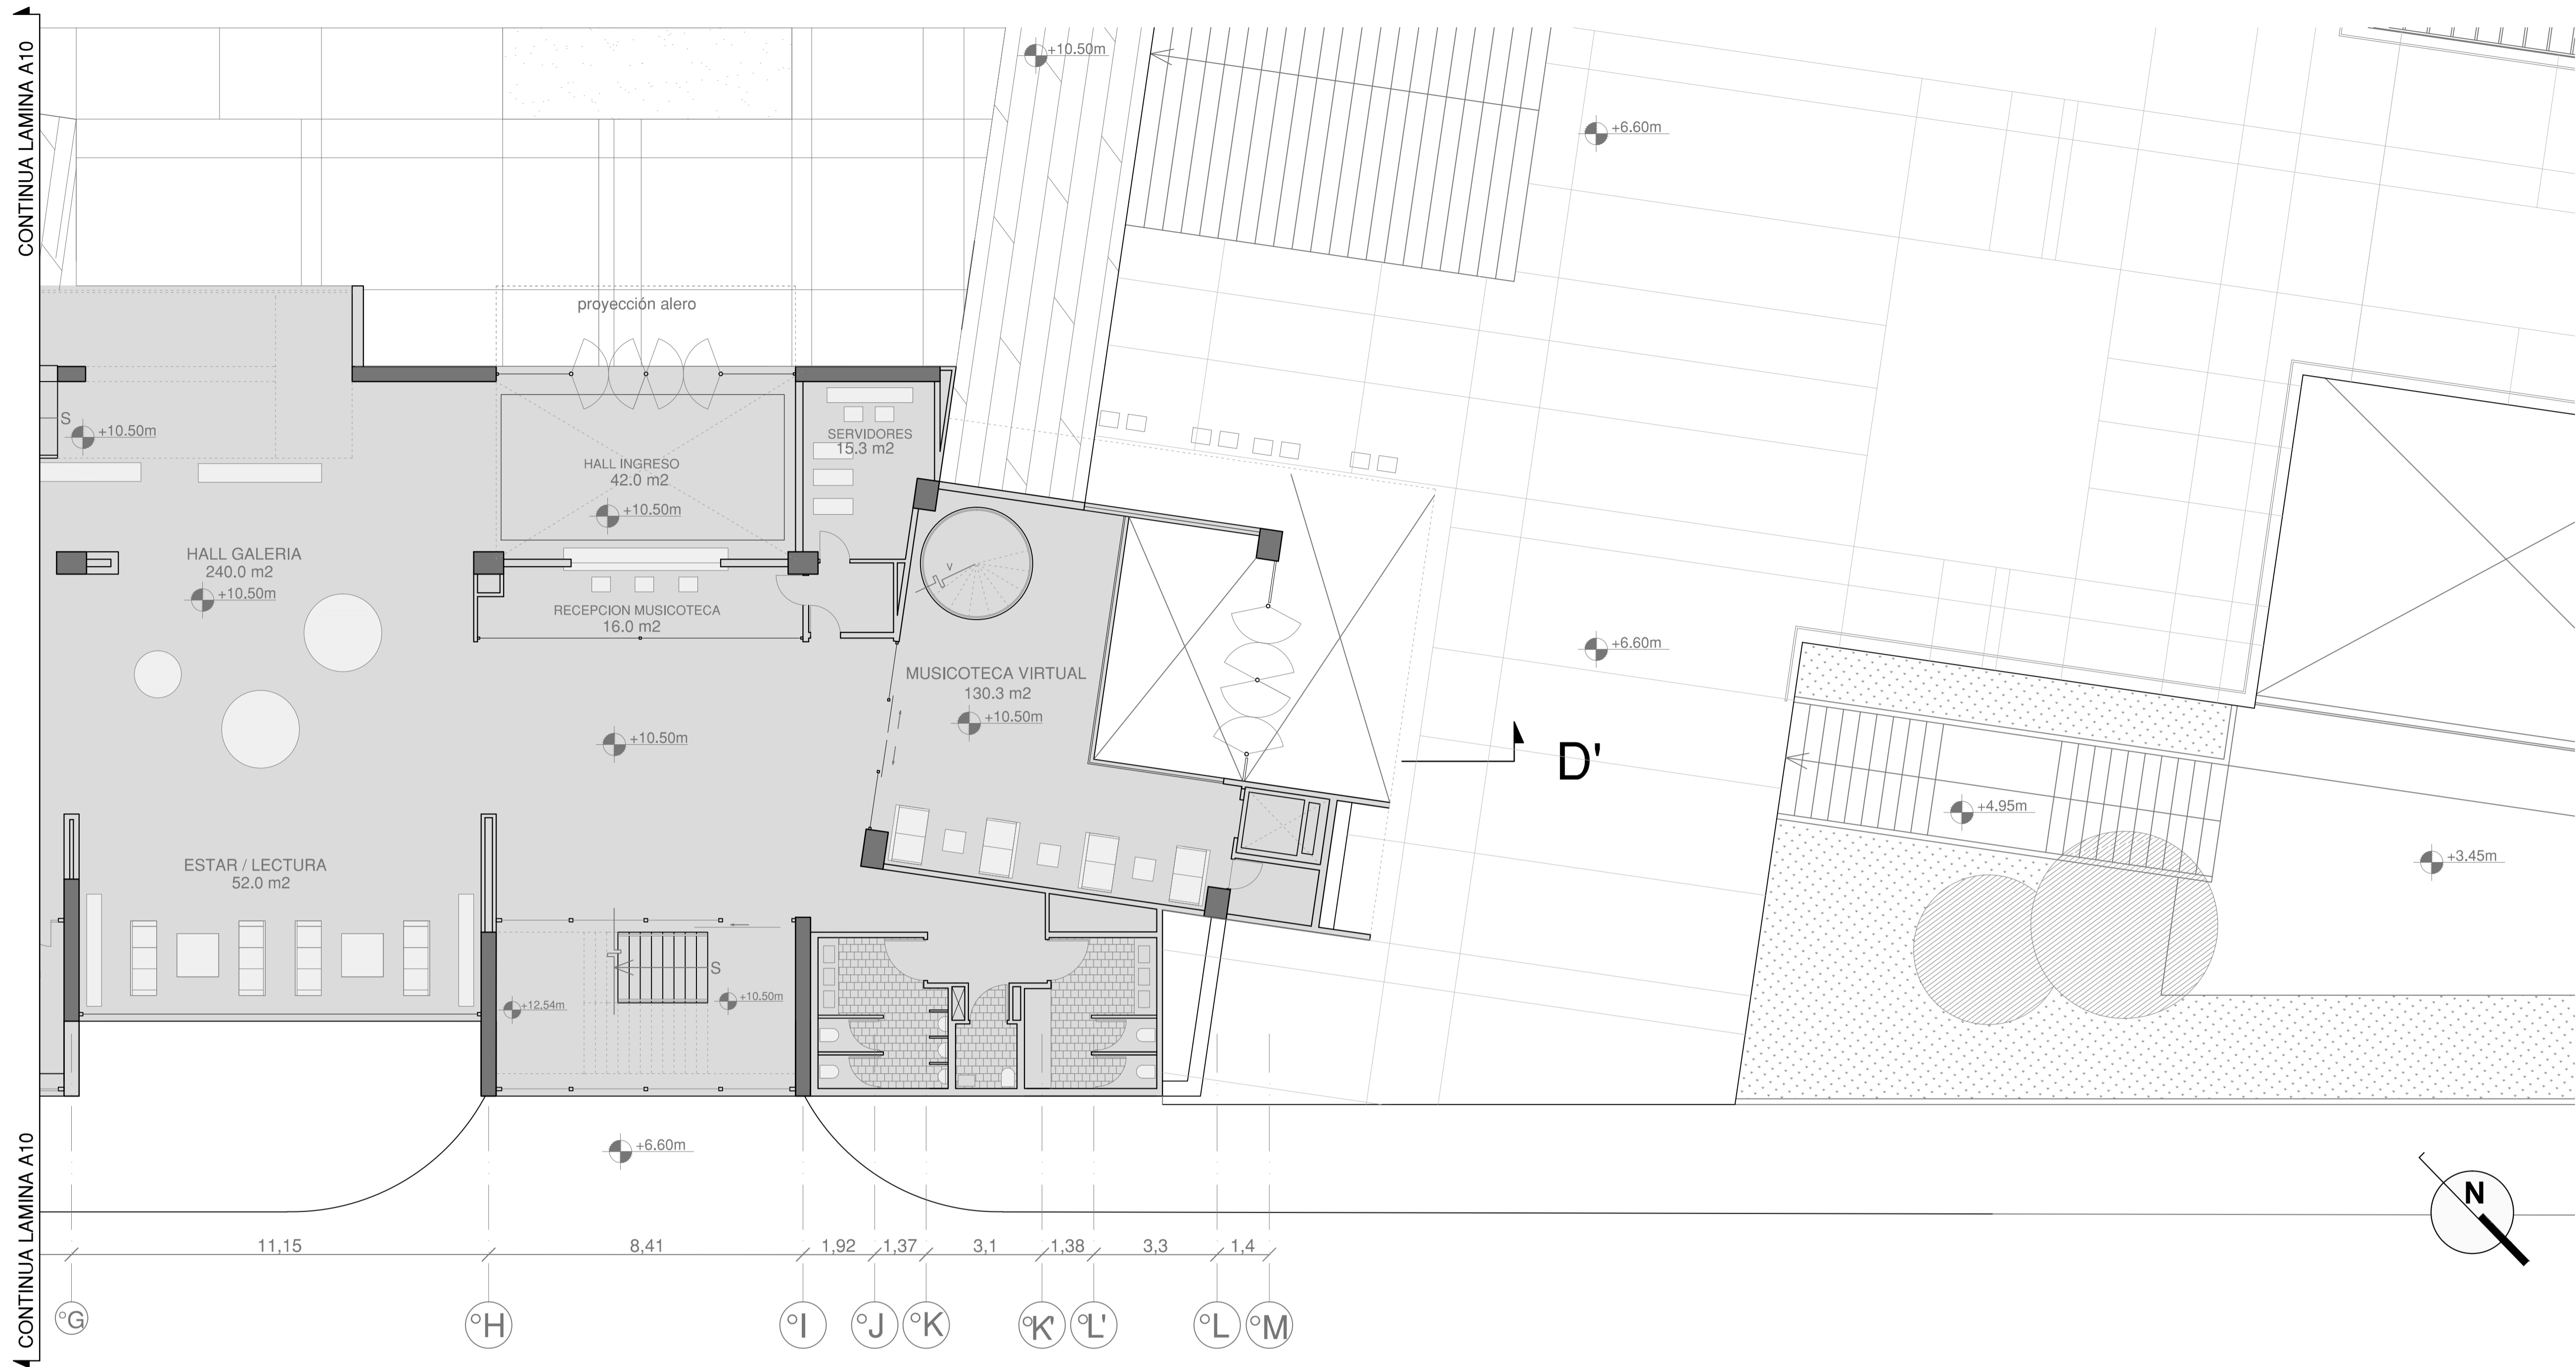 CONTINUA LAMINA A10
+10.50m
+6.60m
proyección alero
S
+10.50m
SERVIDORES
15.3 m2
HALL INGRESO
42.0 m2
+10.50m
HALL GALERIA
240.0 m2
+10.50m
V
RECEPCION MUSICOTECA
16.0 m2
MUSICOTECA VIRTUAL
130.3 m2
+10.50m
+6.60m
+10.50m
D'
+4.95m
+3.45m
ESTAR / LECTURA
52.0 m2
S
+12.54m
+10.50m
+6.60m
CONTINUA LAMINA A10
N
11,15
8,41
1,92
1,37
3,1
1,38
3,3
1,4
°G
°H
°I
°J
°K
°K'
°L'
°L
°M